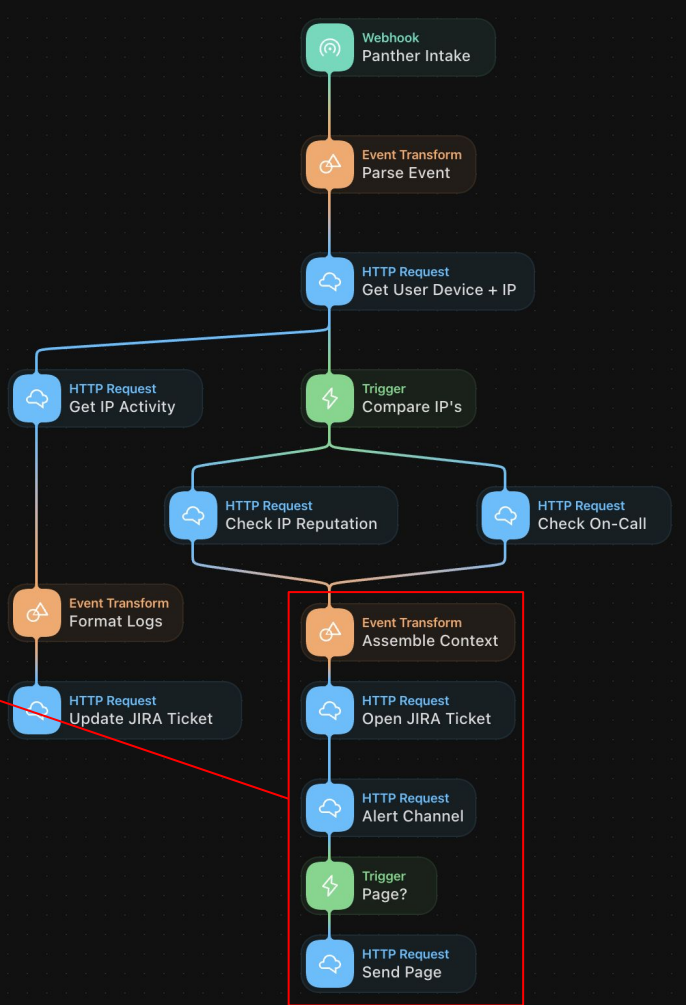 Webhook
Panther Intake
Event Transform
Parse Event
HTTP Request
Get User Device + IP
HTTP Request
Get IP Activity
Trigger
Compare IP's
HTTP Request
Check IP Reputation
HTTP Request
Check On-Call
Event Transform
Format Logs
Event Transform
Assemble Context
HTTP Request
Update JIRA Ticket
HTTP Request
Open JIRA Ticket
HTTP Request
Alert Channel
Trigger
Page?
HTTP Request
Send Page